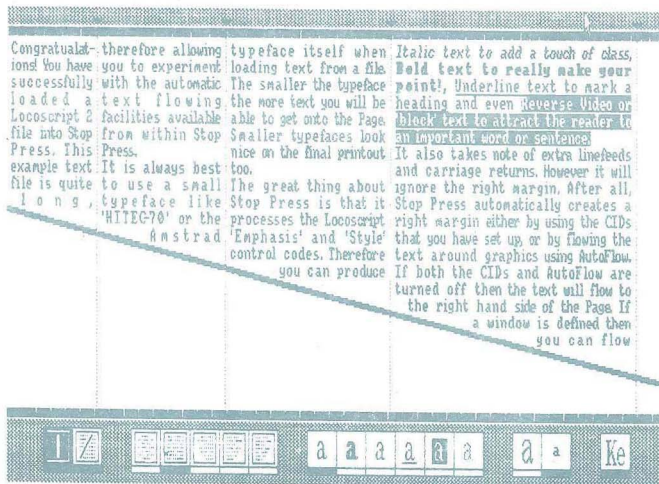 Congratualat-
ions! You have
successfully
loaded a
Locoscript 2
file into Stop
Press. This
example text
file is quite
long,
therefore allowing
you to experiment
with the automatic
text flowing
facilities available
from within Stop
Press.
It is always best
to use a small
typeface like
'HITEC-70' or the
Amstrad
typeface itself when
loading text from a file.
The smaller the typeface
the more text you will be
able to get onto the Page.
Smaller typefaces look
nice on the final printout
too.
The great thing about
Stop Press is that it
processes the Locoscript
'Emphasis' and 'Style'
control codes. Therefore
you can produce
Italic text to add a touch of class,
Bold text to really make your
point!, Underline text to mark a
heading and even Reverse Video or
'block' text to attract the reader to
an important word or sentence.
It also takes note of extra linefeeds
and carriage returns. However it will
ignore the right margin. After all,
Stop Press automatically creates a
right margin either by using the CIDs
that you have set up, or by flowing the
text around graphics using AutoFlow.
If both the CIDs and AutoFlow are
turned off then the text will flow to
the right hand side of the Page. If
a window is defined then
you can flow
I a a a a a a a a Ke